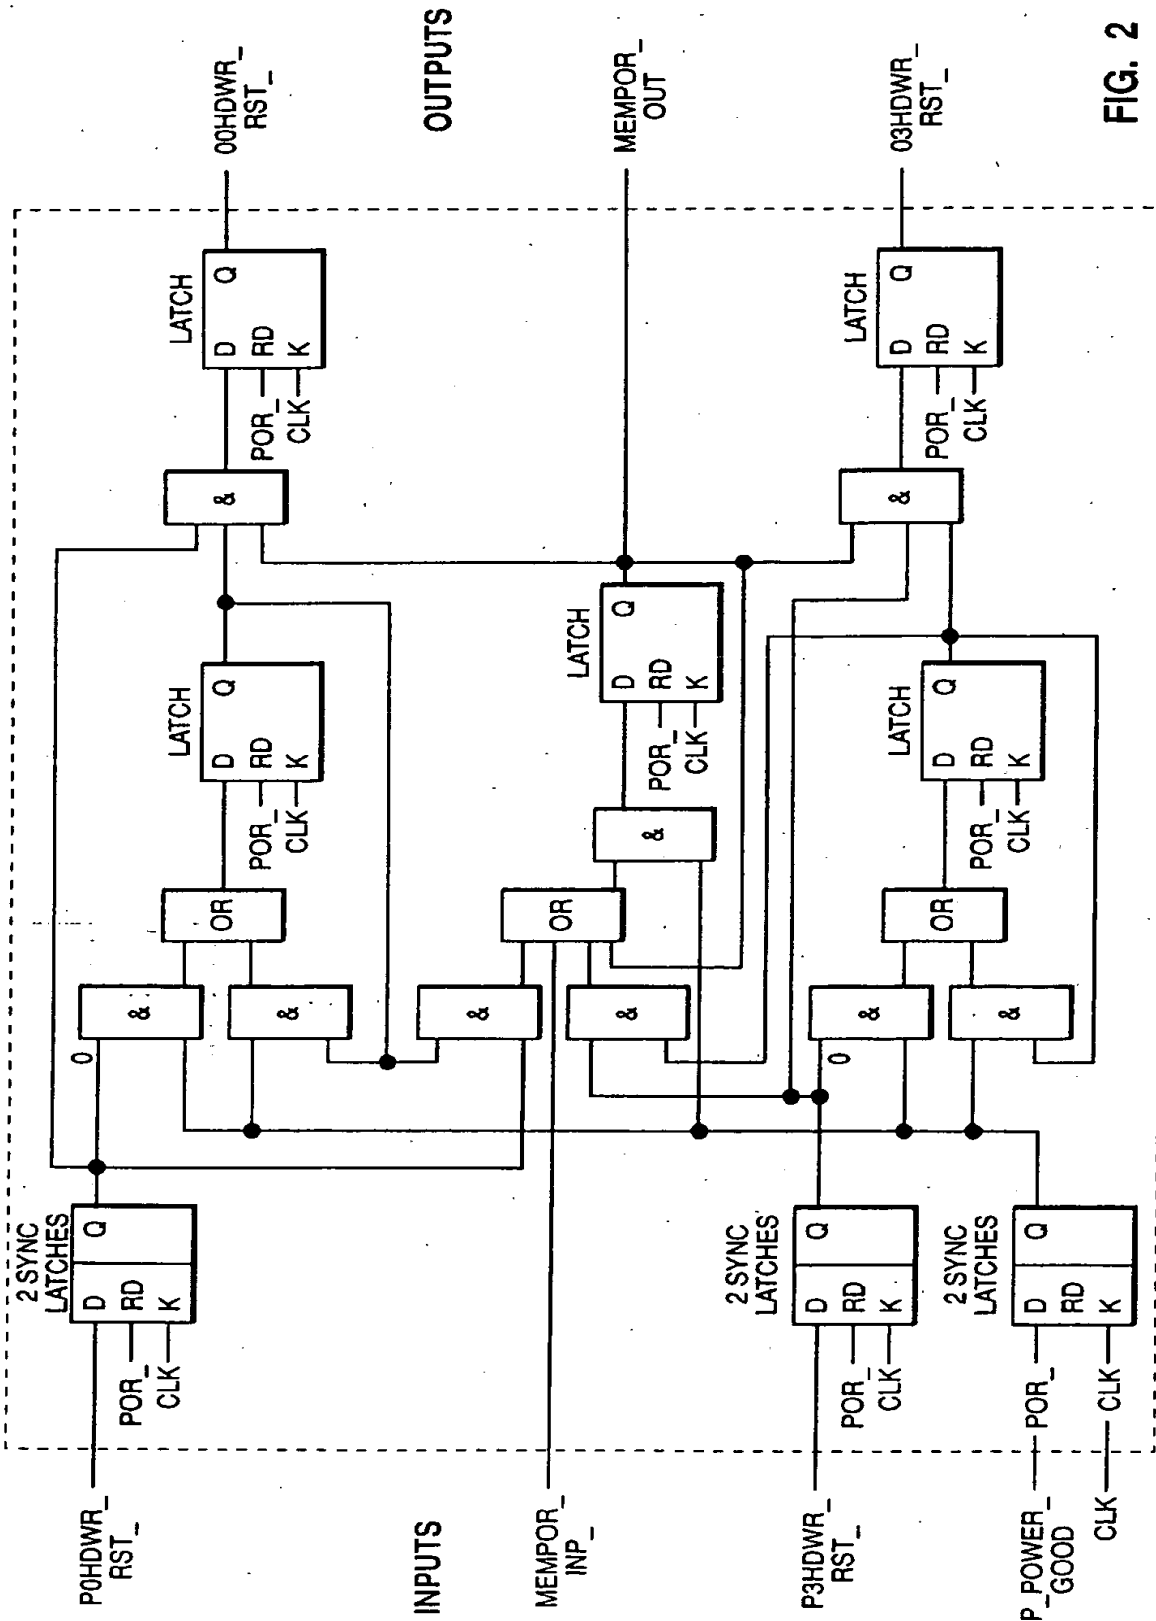 INPUTS
P0HDWR_
RST_
MEMPOR_
INP_
P3HDWR_
RST_
P_POWER_
GOOD
CLK
2 SYNC
LATCHES
D
RD
K
Q
POR_
CLK
2 SYNC
LATCHES
D
RD
K
Q
POR_
CLK
2 SYNC
LATCHES
D
RD
K
Q
POR_
CLK
0
&
&
OR
&
&
OR
0
&
&
OR
LATCH
D
RD
K
Q
POR_
CLK
&
LATCH
D
RD
K
Q
POR_
CLK
LATCH
D
RD
K
Q
POR_
CLK
&
LATCH
D
RD
K
Q
POR_
CLK
&
LATCH
D
RD
K
Q
POR_
CLK
OUTPUTS
00HDWR_
RST_
MEMPOR_
OUT
03HDWR_
RST_
FIG. 2